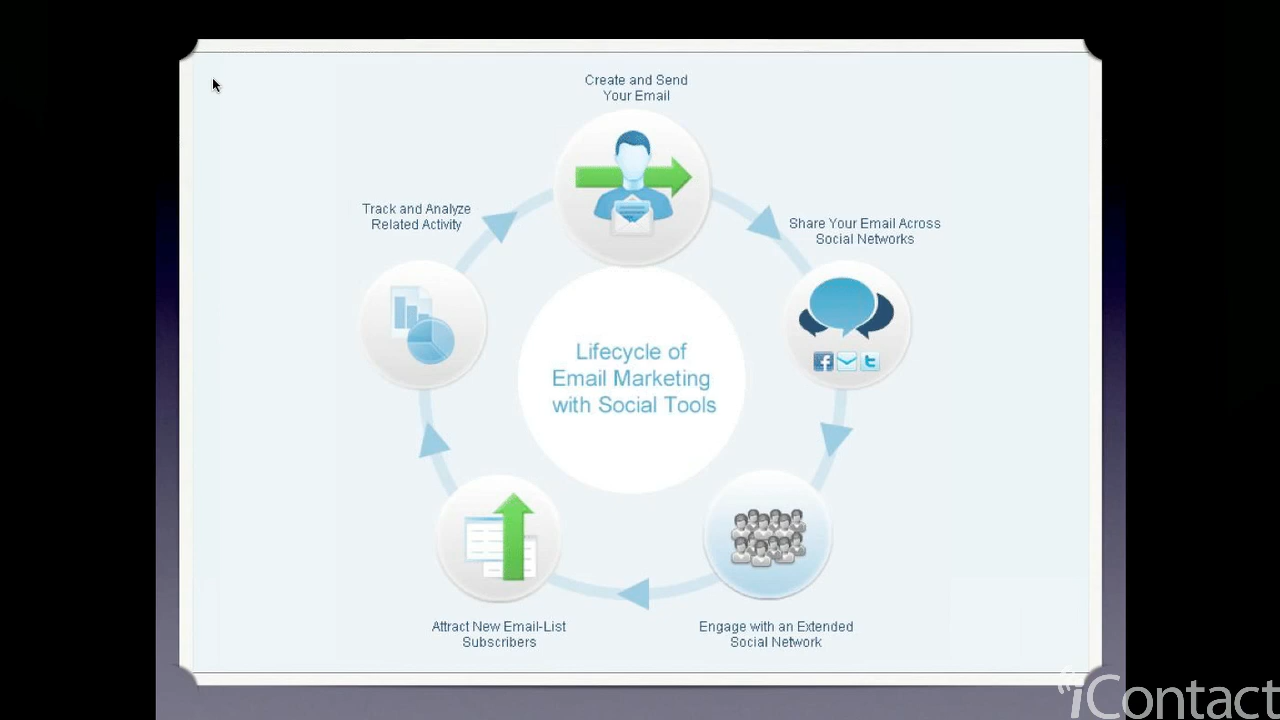 Create and Send
Your Email
Track and Analyze
Related Activity
Share Your Email Across
Social Networks
Lifecycle of
Email Marketing
with Social Tools
Attract New Email-List
Subscribers
Engage with an Extended
Social Network
iContact